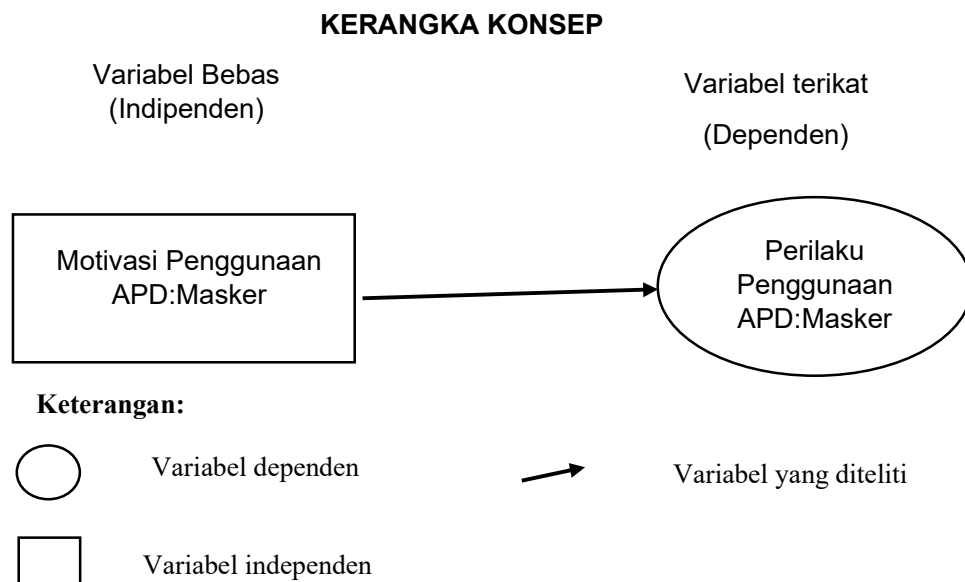 KERANGKA KONSEP
Variabel Bebas
(Indipenden)
Variabel terikat
(Dependen)
Motivasi Penggunaan
APD:Masker
Perilaku
Penggunaan
APD:Masker
Keterangan:
Variabel dependen
Variabel yang diteliti
Variabel independen